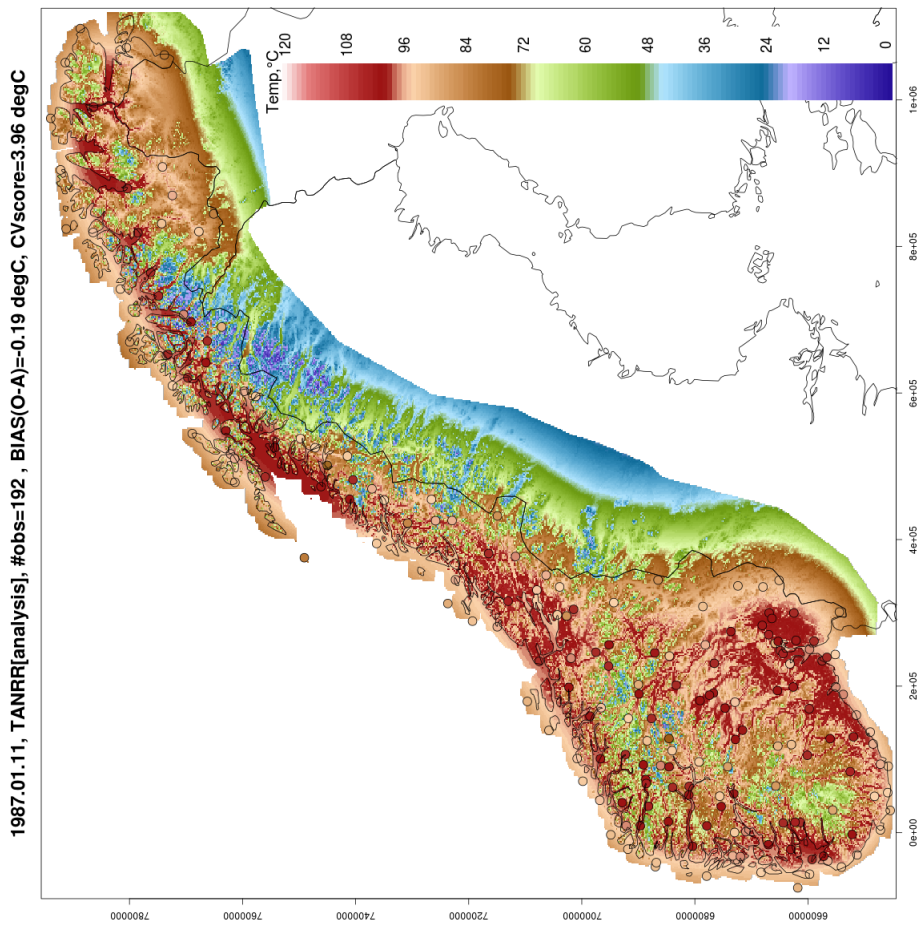 1987.01.11, TANRR[analysis], #obs=192, BIAS(O-A)=-0.19 degC, CVscore=3.96 degC
Temp,°C
120
108
96
84
72
60
48
36
24
12
0
7800000
7600000
7400000
7200000
7000000
6800000
6600000
0e+00
2e+05
4e+05
6e+05
8e+05
1e+06